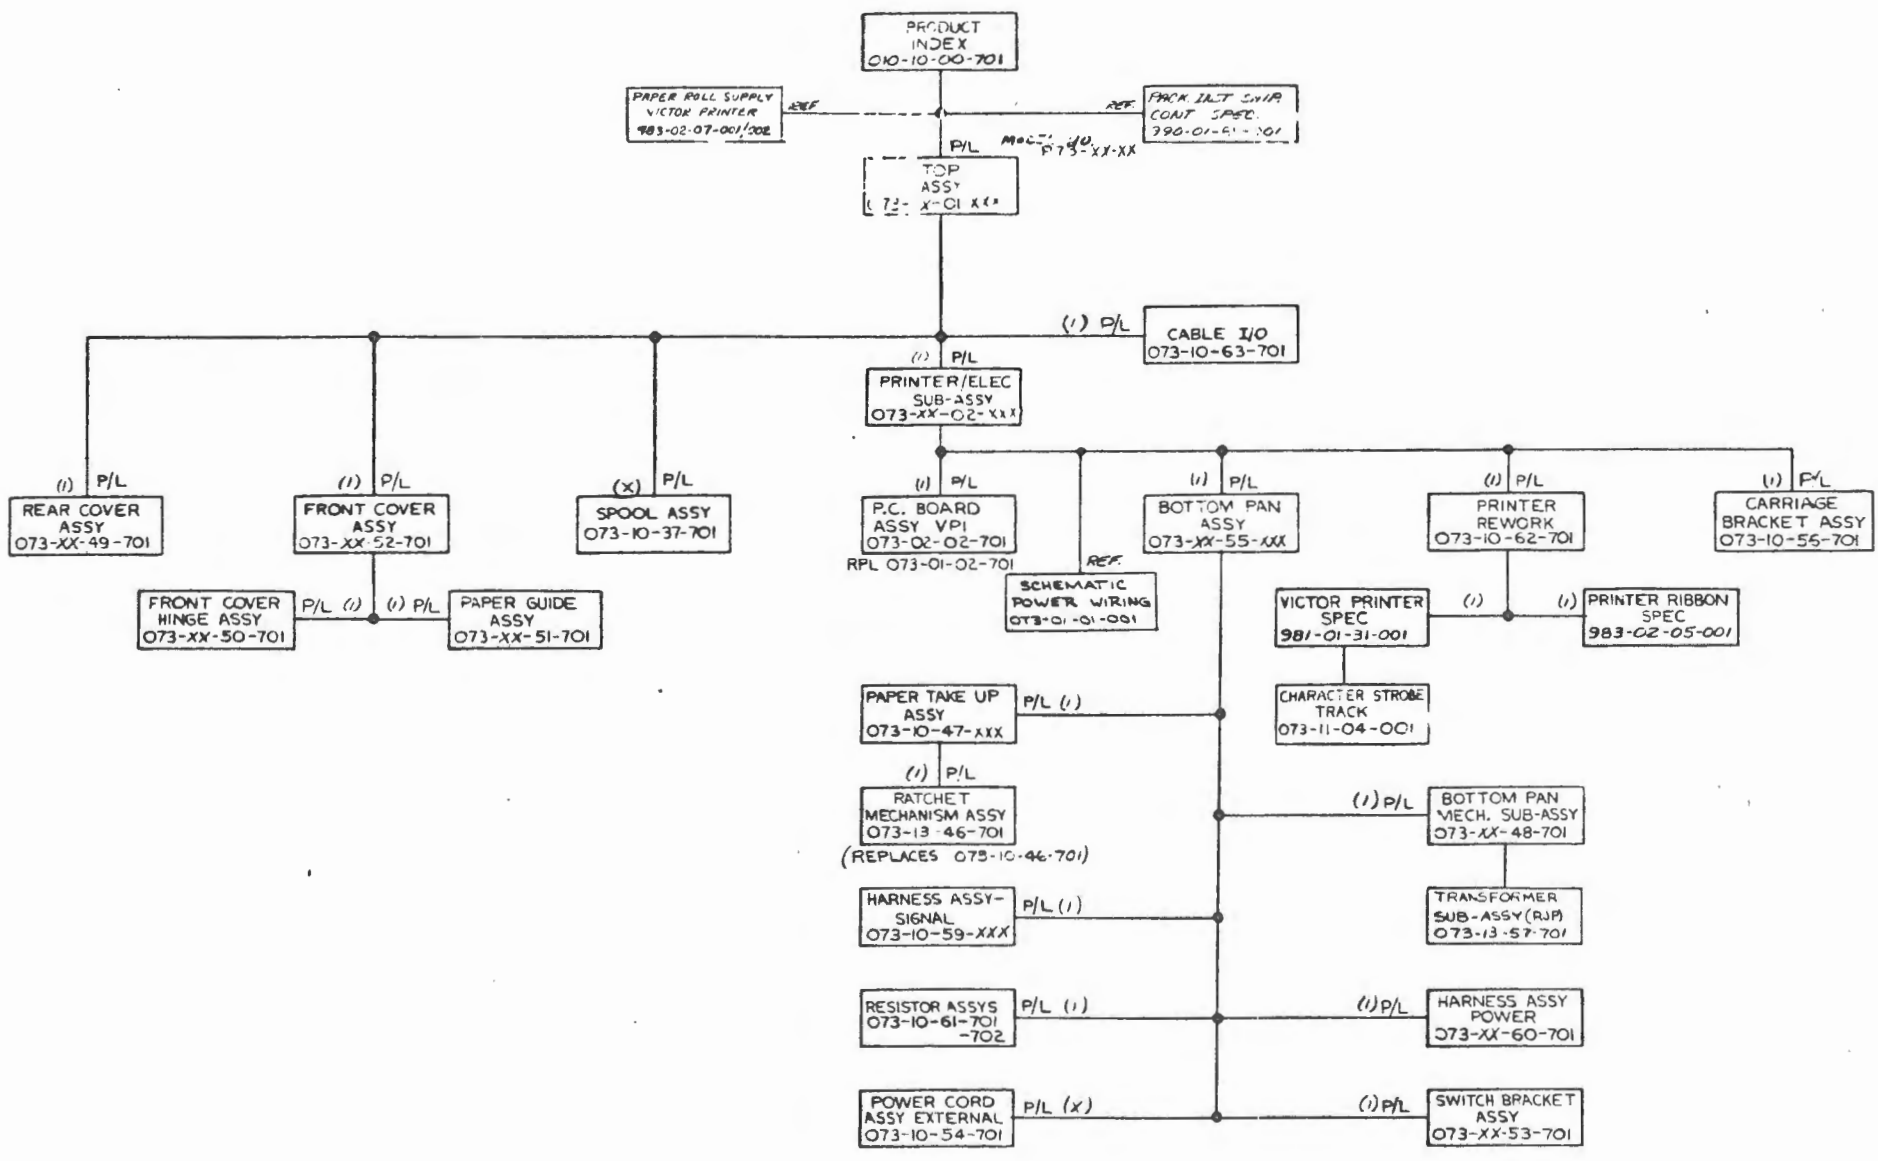 PRODUCT
INDEX
010-10-00-701
PAPER ROLL SUPPLY
VICTOR PRINTER
983-02-07-001/002
REF
REF.
PACK. INST
CONT SPEC.
P/L
P73-XX-XX
TOP
ASSY
(1) P/L
CABLE I/O
073-10-63-701
(1) P/L
PRINTER/ELEC
SUB-ASSY
073-XX-02-XXX
(1) P/L
REAR COVER
ASSY
073-XX-49-701
(1) P/L
FRONT COVER
ASSY
073-XX-52-701
(X) P/L
SPOOL ASSY
073-10-37-701
(1) P/L
P.C. BOARD
ASSY VPI
073-02-02-701
RPL 073-01-02-701
(1) P/L
BOTTOM PAN
ASSY
073-XX-55-XXX
(1) P/L
PRINTER
REWORK
073-10-62-701
(1) P/L
CARRIAGE
BRACKET ASSY
073-10-56-701
REF.
SCHEMATIC
POWER WIRING
073-01-01-001
FRONT COVER
HINGE ASSY
073-XX-50-701
P/L (1)
(1) P/L
PAPER GUIDE
ASSY
073-XX-51-701
VICTOR PRINTER
SPEC
981-01-31-001
(1)
(1)
PRINTER RIBBON
SPEC
983-02-05-001
CHARACTER STROBE
TRACK
073-11-04-001
PAPER TAKE UP
ASSY
073-10-47-XXX
P/L (1)
(1) P/L
RATCHET
MECHANISM ASSY
073-13-46-701
(REPLACES 073-10-46-701)
(1) P/L
BOTTOM PAN
MECH. SUB-ASSY
073-XX-48-701
TRANSFORMER
SUB-ASSY (RJP)
073-13-57-701
HARNESS ASSY-
SIGNAL
073-10-59-XXX
P/L (1)
RESISTOR ASSYS
073-10-61-701
-702
P/L (1)
(1) P/L
HARNESS ASSY
POWER
073-XX-60-701
POWER CORD
ASSY EXTERNAL
073-10-54-701
P/L (X)
(1) P/L
SWITCH BRACKET
ASSY
073-XX-53-701